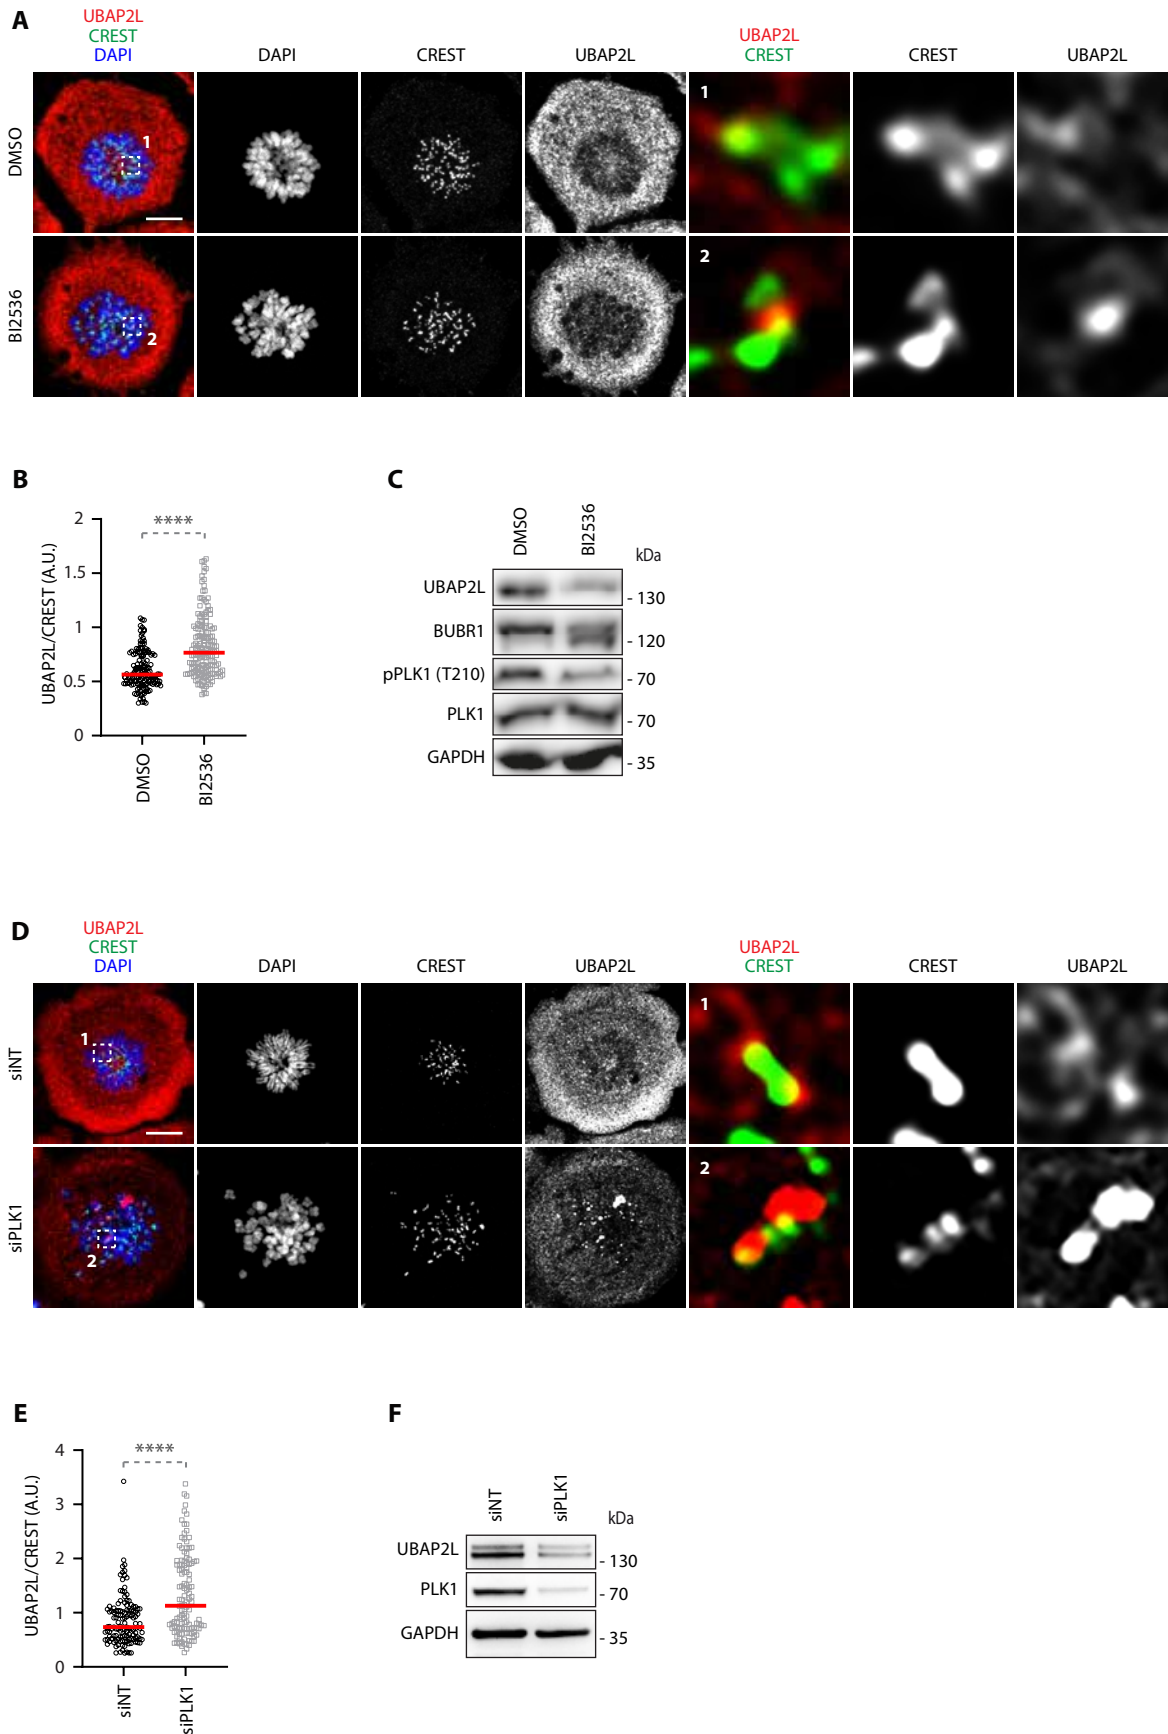 A
UBAP2L
CREST
DAPI
DAPI
CREST
UBAP2L
UBAP2L
CREST
CREST
UBAP2L
DMSO
1
1
BI2536
2
2
B
UBAP2L/CREST (A.U.)
2
1.5
1
0.5
0
****
DMSO
BI2536
C
DMSO
BI2536
kDa
UBAP2L
- 130
BUBR1
- 120
pPLK1 (T210)
- 70
PLK1
- 70
GAPDH
- 35
D
UBAP2L
CREST
DAPI
DAPI
CREST
UBAP2L
UBAP2L
CREST
CREST
UBAP2L
siNT
1
1
siPLK1
2
2
E
UBAP2L/CREST (A.U.)
4
3
2
1
0
****
siNT
siPLK1
F
siNT
siPLK1
kDa
UBAP2L
- 130
PLK1
- 70
GAPDH
- 35